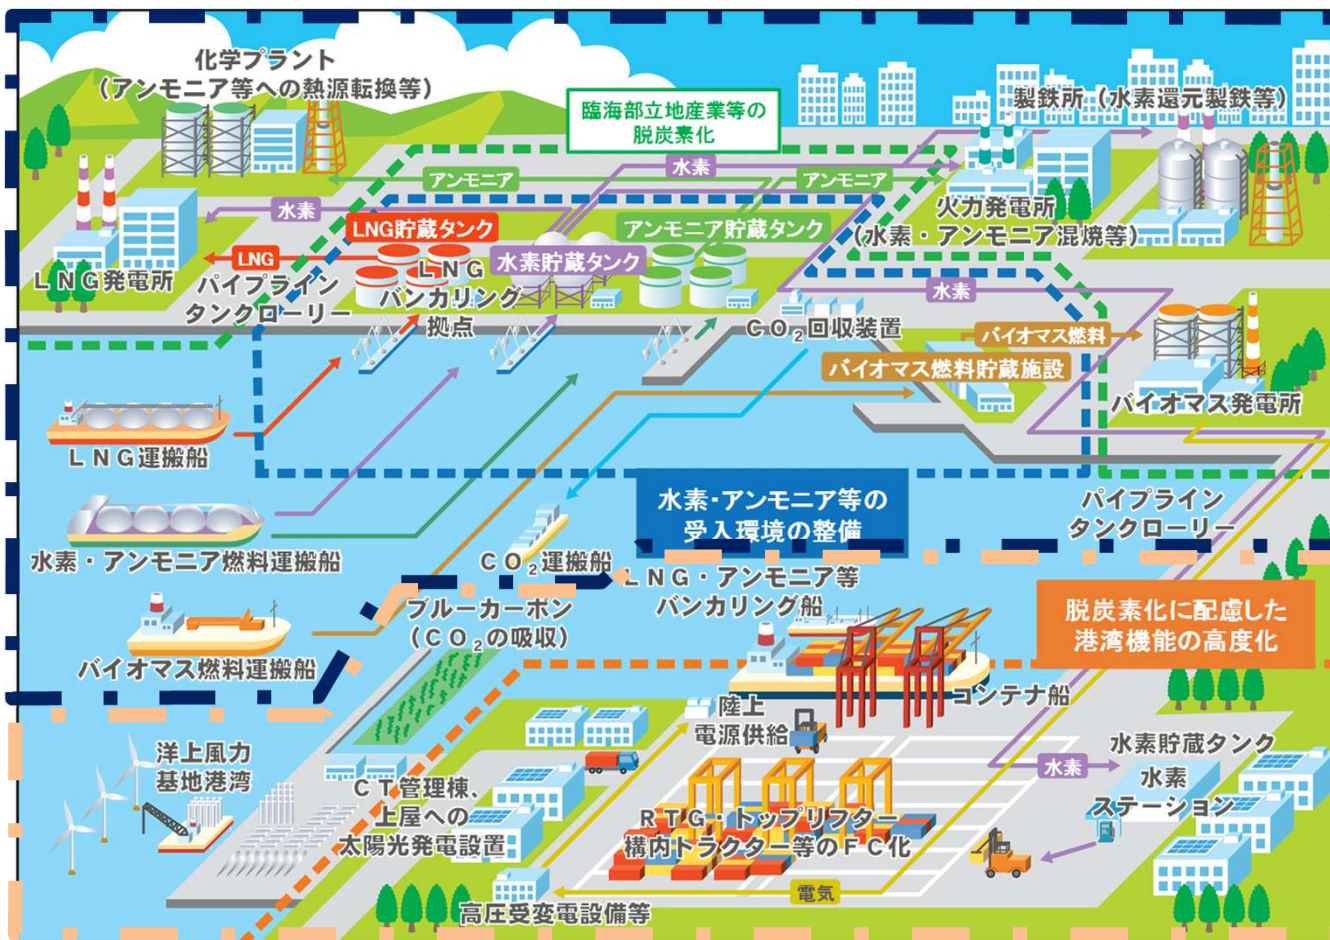 化学プラント
（アンモニア等への熱源転換等）
臨海部立地産業等の
脱炭素化
製鉄所（水素還元製鉄等）
水素
アンモニア
アンモニア
水素
火力発電所
（水素・アンモニア混焼等）
LNG貯蔵タンク
アンモニア貯蔵タンク
水素貯蔵タンク
LNG
ＬＮＧ発電所
パイプライン
タンクローリー
ＬＮＧ
バンカリング
拠点
水素
CO₂回収装置
バイオマス燃料
バイオマス燃料貯蔵施設
バイオマス発電所
ＬＮＧ運搬船
水素・アンモニア等の
受入環境の整備
パイプライン
タンクローリー
水素・アンモニア燃料運搬船
ＣＯ₂運搬船
ＬＮＧ・アンモニア等
バンカリング船
ブルーカーボン
（ＣＯ₂の吸収）
脱炭素化に配慮した
港湾機能の高度化
バイオマス燃料運搬船
コンテナ船
陸上
電源供給
洋上風力
基地港湾
水素貯蔵タンク
水素
水素
ステーション
ＣＴ管理棟、
上屋への
太陽光発電設置
ＲＴＧ・トップリフター
構内トラクター等のＦＣ化
電気
高圧受変電設備等